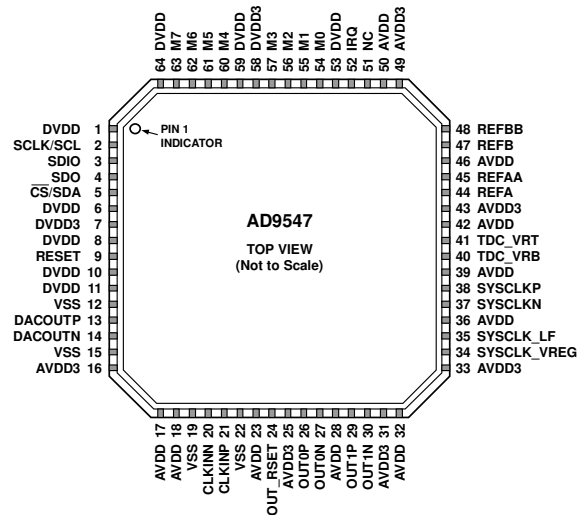 64 DVDD
63 M7
62 M6
61 M5
60 M4
59 DVDD
58 DVDD3
57 M3
56 M2
55 M1
54 M0
53 DVDD
52 IRQ
51 NC
50 AVDD
49 AVDD3
DVDD 1
SCLK/SCL 2
SDIO 3
SDO 4
C̅S̅/SDA 5
DVDD 6
DVDD3 7
DVDD 8
RESET 9
DVDD 10
DVDD 11
VSS 12
DACOUTP 13
DACOUTN 14
VSS 15
AVDD3 16
PIN 1
INDICATOR
AD9547
TOP VIEW
(Not to Scale)
48 REFBB
47 REFB
46 AVDD
45 REFAA
44 REFA
43 AVDD3
42 AVDD
41 TDC_VRT
40 TDC_VRB
39 AVDD
38 SYSCLKP
37 SYSCLKN
36 AVDD
35 SYSCLK_LF
34 SYSCLK_VREG
33 AVDD3
AVDD 17
AVDD 18
VSS 19
CLKINN 20
CLKINP 21
VSS 22
AVDD 23
OUT_RSET 24
AVDD3 25
OUT0P 26
OUT0N 27
AVDD 28
OUT1P 29
OUT1N 30
AVDD3 31
AVDD 32